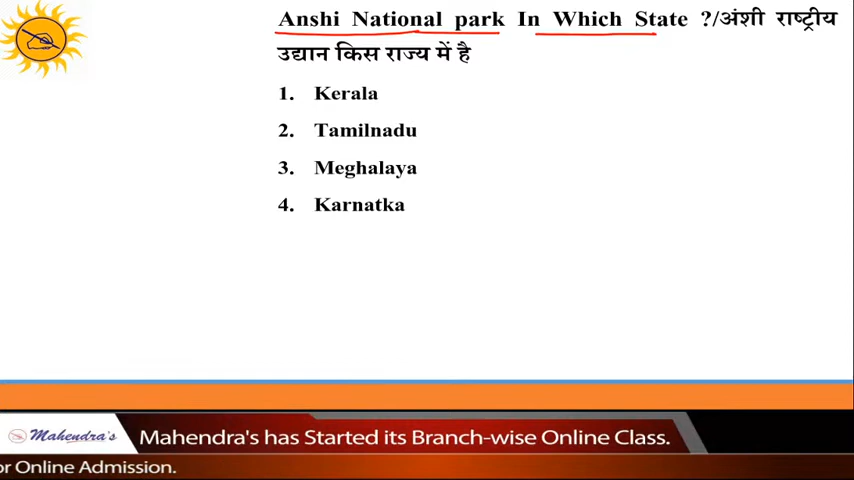 Anshi National park In Which State ?/अंशी राष्ट्रीय
उद्यान किस राज्य में है
1. Kerala
2. Tamilnadu
3. Meghalaya
4. Karnatka
Mahendra's
Mahendra's has Started its Branch-wise Online Class.
or Online Admission.